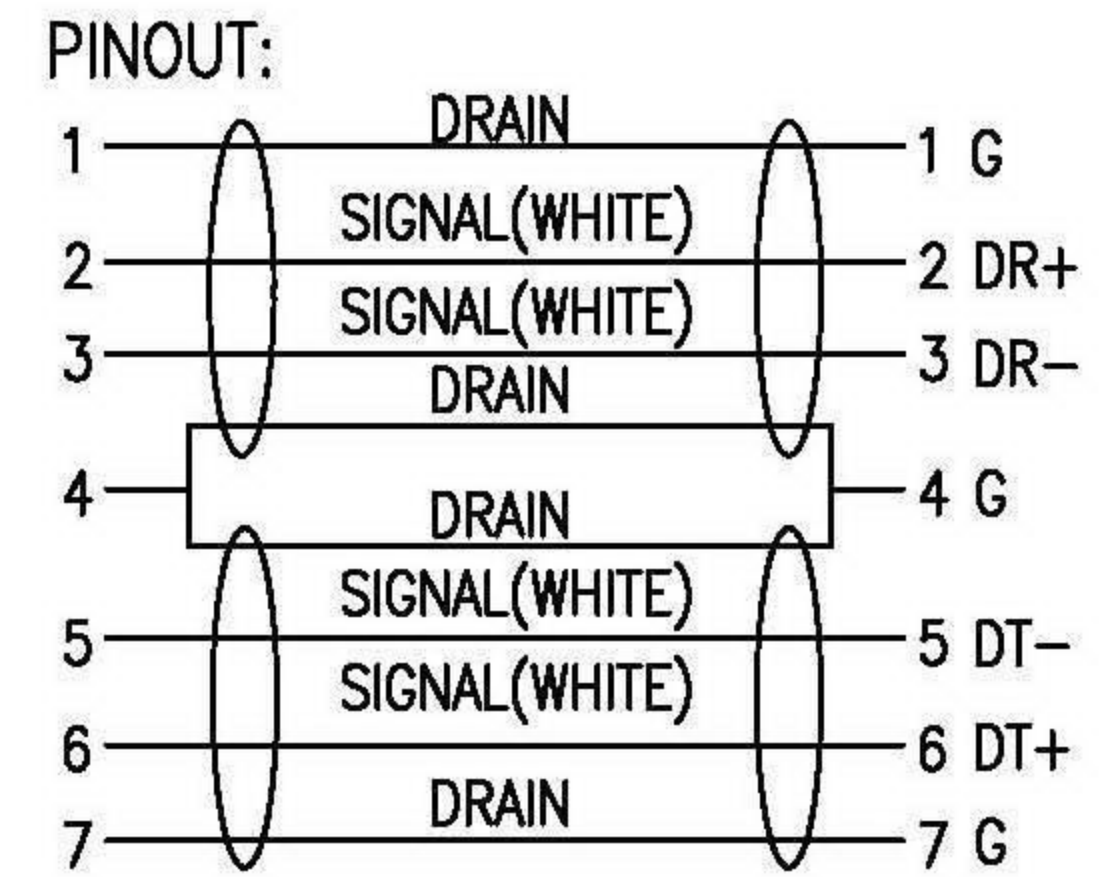 PINOUT:
DRAIN
1 1 G
SIGNAL(WHITE)
2 2 DR+
SIGNAL(WHITE)
3 3 DR-
DRAIN
4 4 G
DRAIN
SIGNAL(WHITE)
5 5 DT-
SIGNAL(WHITE)
6 6 DT+
DRAIN
7 7 G